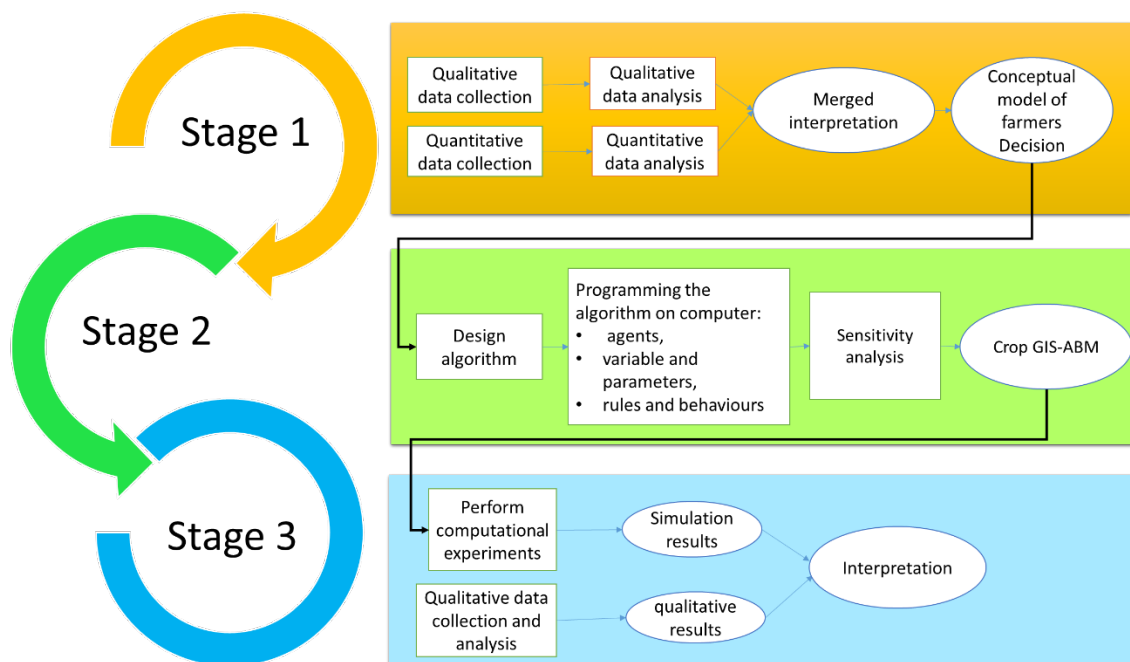 Stage 1
Qualitative
data collection
Qualitative
data analysis
Quantitative
data collection
Quantitative
data analysis
Merged
interpretation
Conceptual
model of
farmers
Decision
Stage 2
Design
algorithm
Programming the
algorithm on computer:
• agents,
• variable and
parameters,
• rules and behaviours
Sensitivity
analysis
Crop GIS-ABM
Stage 3
Perform
computational
experiments
Simulation
results
Qualitative data
collection and
analysis
qualitative
results
Interpretation